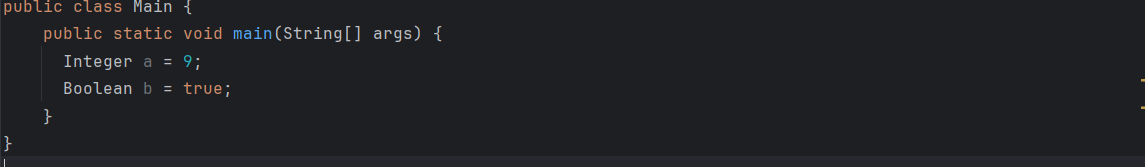 public class Main {
    public static void main(String[] args) {
      Integer a = 9;
      Boolean b = true;
    }
}